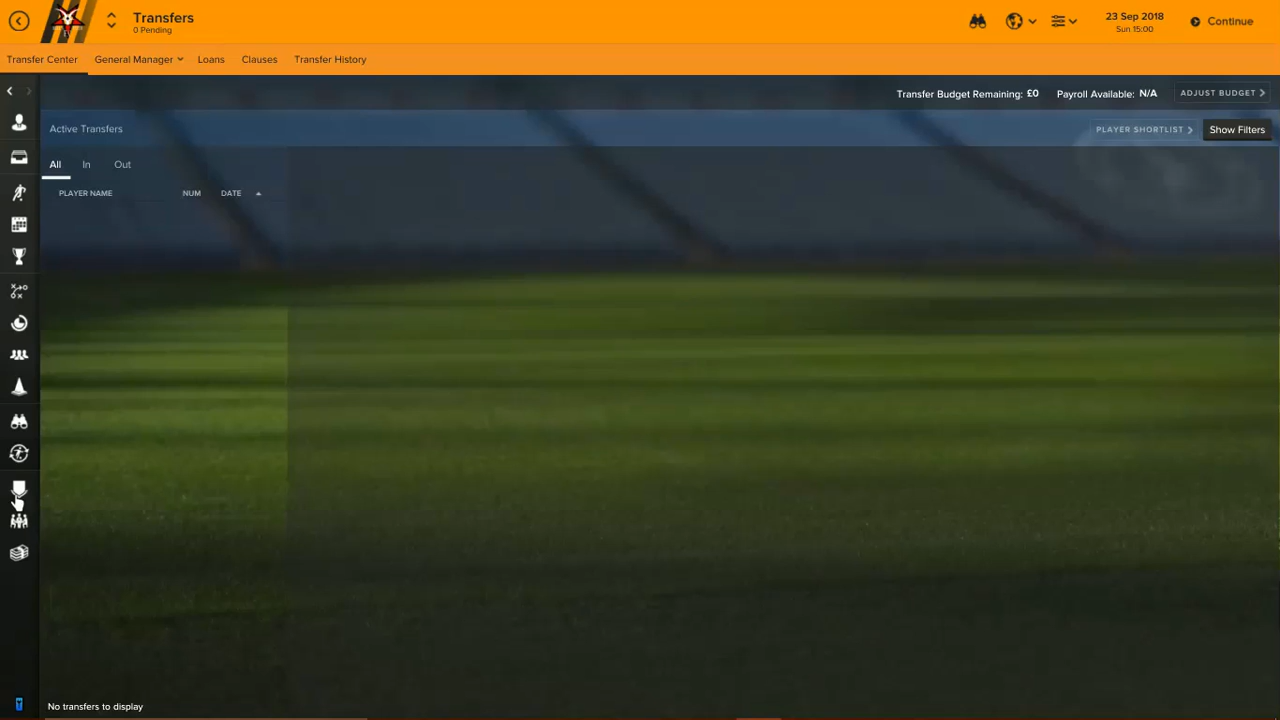 Transfers
0 Pending
23 Sep 2018
Sun 15:00
Continue
Transfer Center General Manager Loans Clauses Transfer History
Transfer Budget Remaining: £0 Payroll Available: N/A ADJUST BUDGET
Active Transfers PLAYER SHORTLIST Show Filters
All In Out
PLAYER NAME NUM DATE
No transfers to display